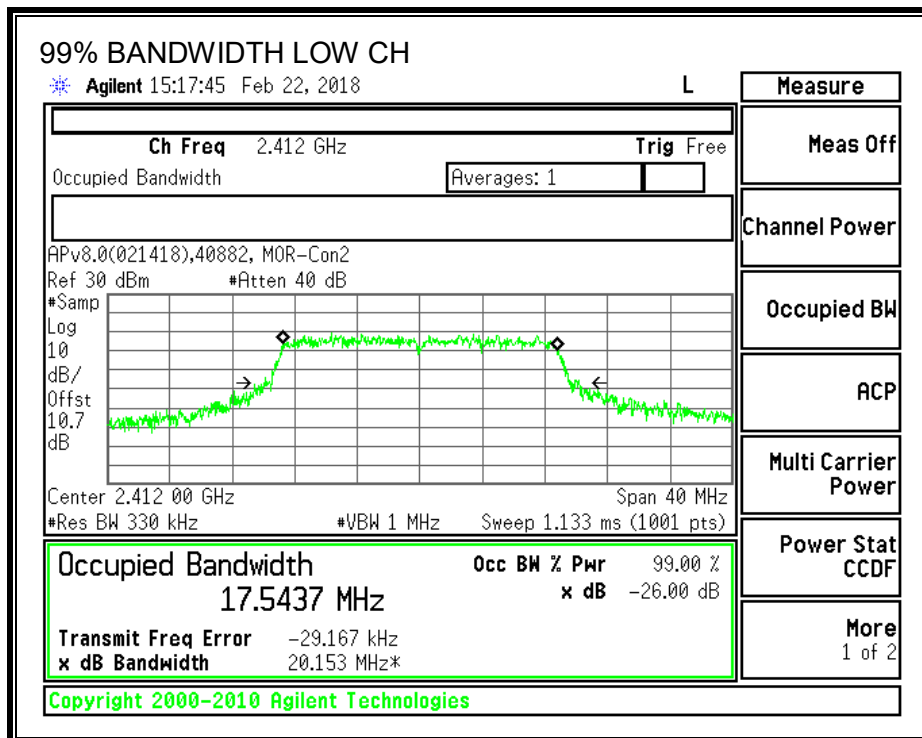 99% BANDWIDTH LOW CH
Agilent 15:17:45 Feb 22, 2018 L
Measure
Ch Freq 2.412 GHz Trig Free
Meas Off
Occupied Bandwidth Averages: 1
Channel Power
APv8.0(021418),40882, MOR-Con2
Ref 30 dBm #Atten 40 dB
#Samp
Log
10
dB/
Offst
10.7
dB
Occupied BW
ACP
Multi Carrier
Power
Center 2.412 00 GHz Span 40 MHz
#Res BW 330 kHz #VBW 1 MHz Sweep 1.133 ms (1001 pts)
Occupied Bandwidth
17.5437 MHz
Occ BW % Pwr 99.00 %
x dB -26.00 dB
Transmit Freq Error -29.167 kHz
x dB Bandwidth 20.153 MHz*
Power Stat
CCDF
More
1 of 2
Copyright 2000-2010 Agilent Technologies